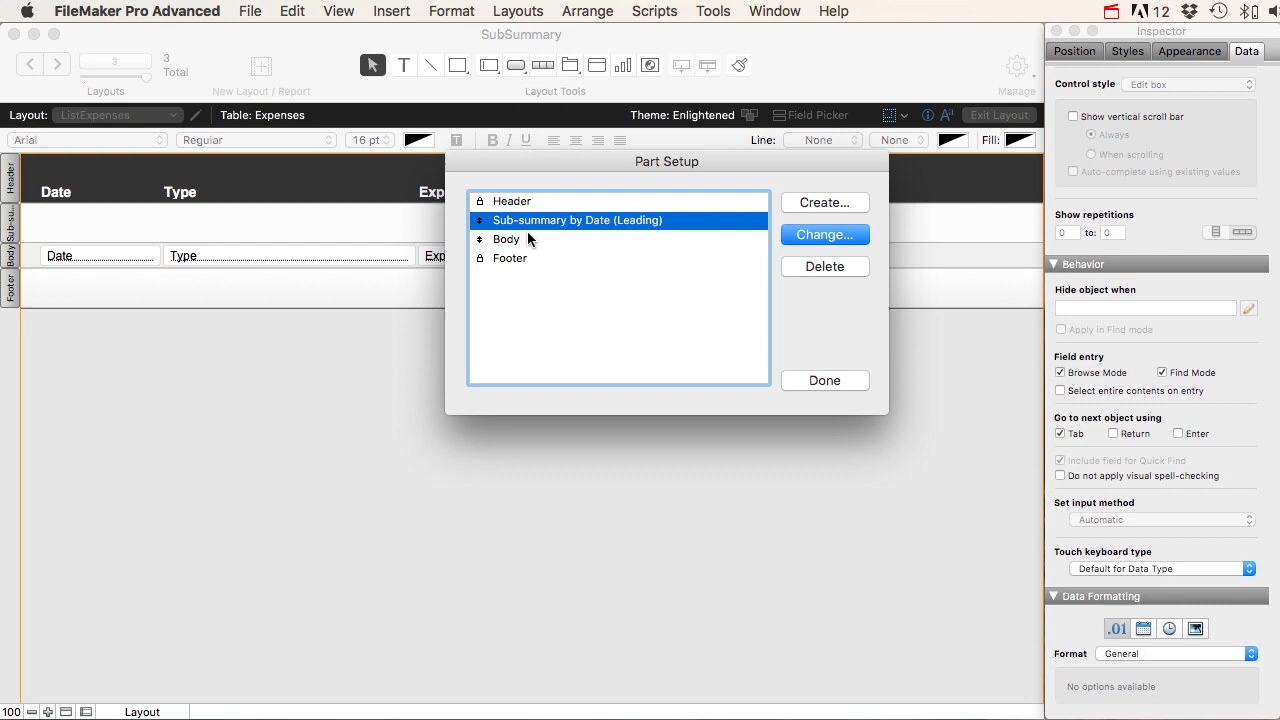 FileMaker Pro Advanced File Edit View Insert Format Layouts Arrange Scripts Tools Window Help 12
SubSummary
3
3
Total
Layouts
New Layout / Report
Layout Tools
Manage
Layout: ListExpenses Table: Expenses Theme: Enlightened Field Picker Exit Layout
Arial Regular 16 pt B I U Line: None None Fill:
Header
Date Type Exp
Sub-su...
Body
Date Type Exp
Footer
Part Setup
Header
Sub-summary by Date (Leading)
Body
Footer
Create...
Change...
Delete
Done
Inspector
Position Styles Appearance Data
Control style Edit box
Show vertical scroll bar
Always
When scrolling
Auto-complete using existing values
Show repetitions
0 to: 0
Behavior
Hide object when
Apply in Find mode
Field entry
Browse Mode Find Mode
Select entire contents on entry
Go to next object using
Tab Return Enter
Include field for Quick Find
Do not apply visual spell-checking
Set input method
Automatic
Touch keyboard type
Default for Data Type
Data Formatting
.01
Format General
No options available
100 Layout